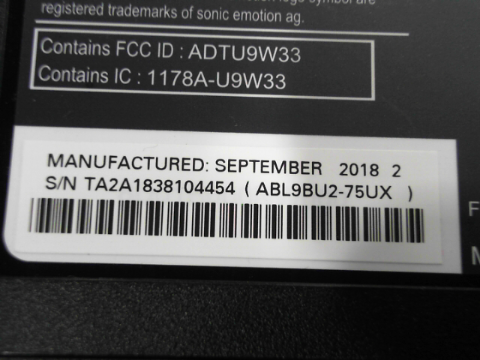 registered trademarks of sonic emotion ag.
Contains FCC ID : ADTU9W33
Contains IC : 1178A-U9W33
MANUFACTURED: SEPTEMBER 2018 2
S/N TA2A1838104454 ( ABL9BU2-75UX )